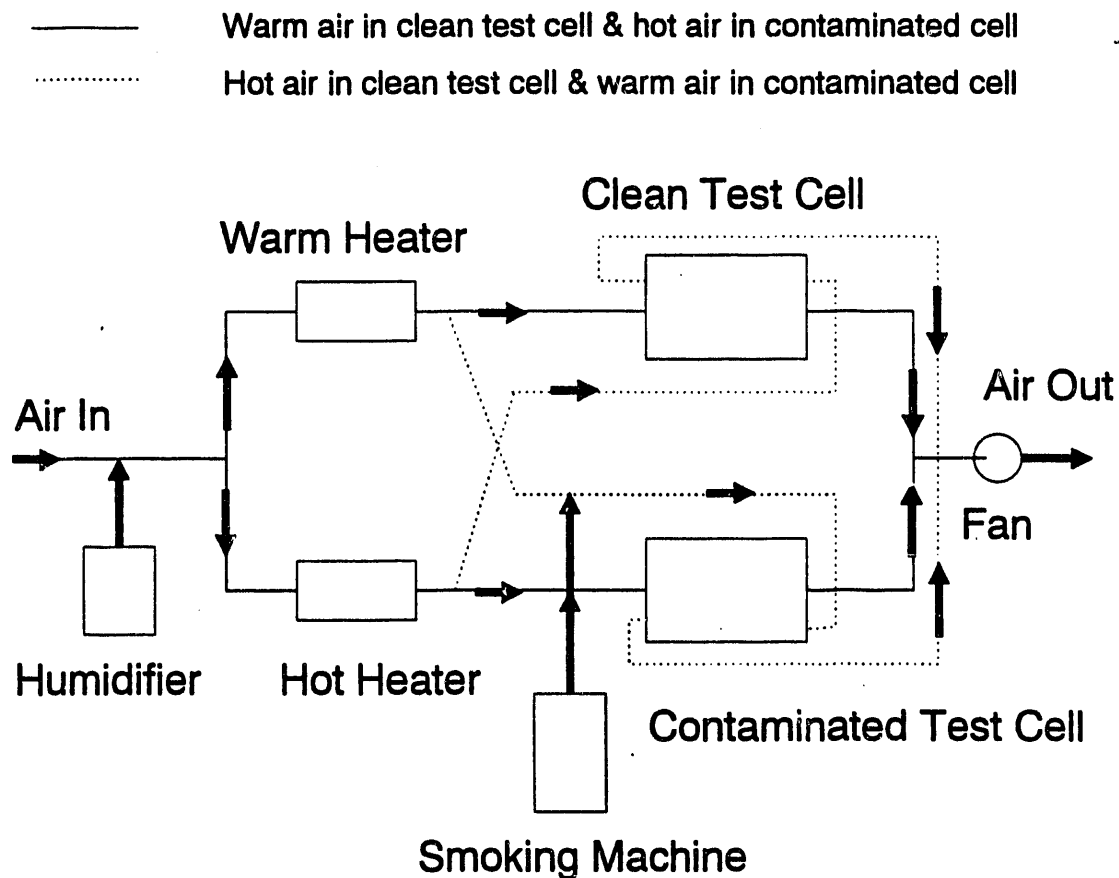 Warm air in clean test cell & hot air in contaminated cell
Hot air in clean test cell & warm air in contaminated cell
Clean Test Cell
Warm Heater
Air In
Air Out
Fan
Humidifier
Hot Heater
Contaminated Test Cell
Smoking Machine